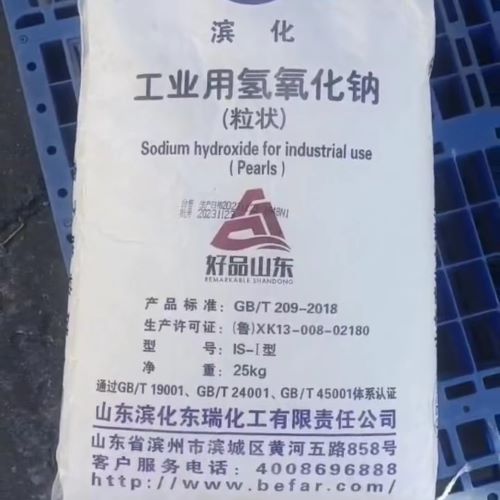 滨 化
工业用氢氧化钠
(粒状)
Sodium hydroxide for industrial use
(Pearls)
好品山东
REMARKABLE SHANDONG
产 品 标 准: GB/T 209-2018
生产许可证: (鲁)XK13-008-02180
型 号: IS-I型
净 重: 25kg
通过GB/T 19001、GB/T 24001、GB/T 45001体系认证
山东滨化东瑞化工有限责任公司
山东省滨州市滨城区黄河五路858号
客户服务电话: 4008696888
http://www.befar.com/